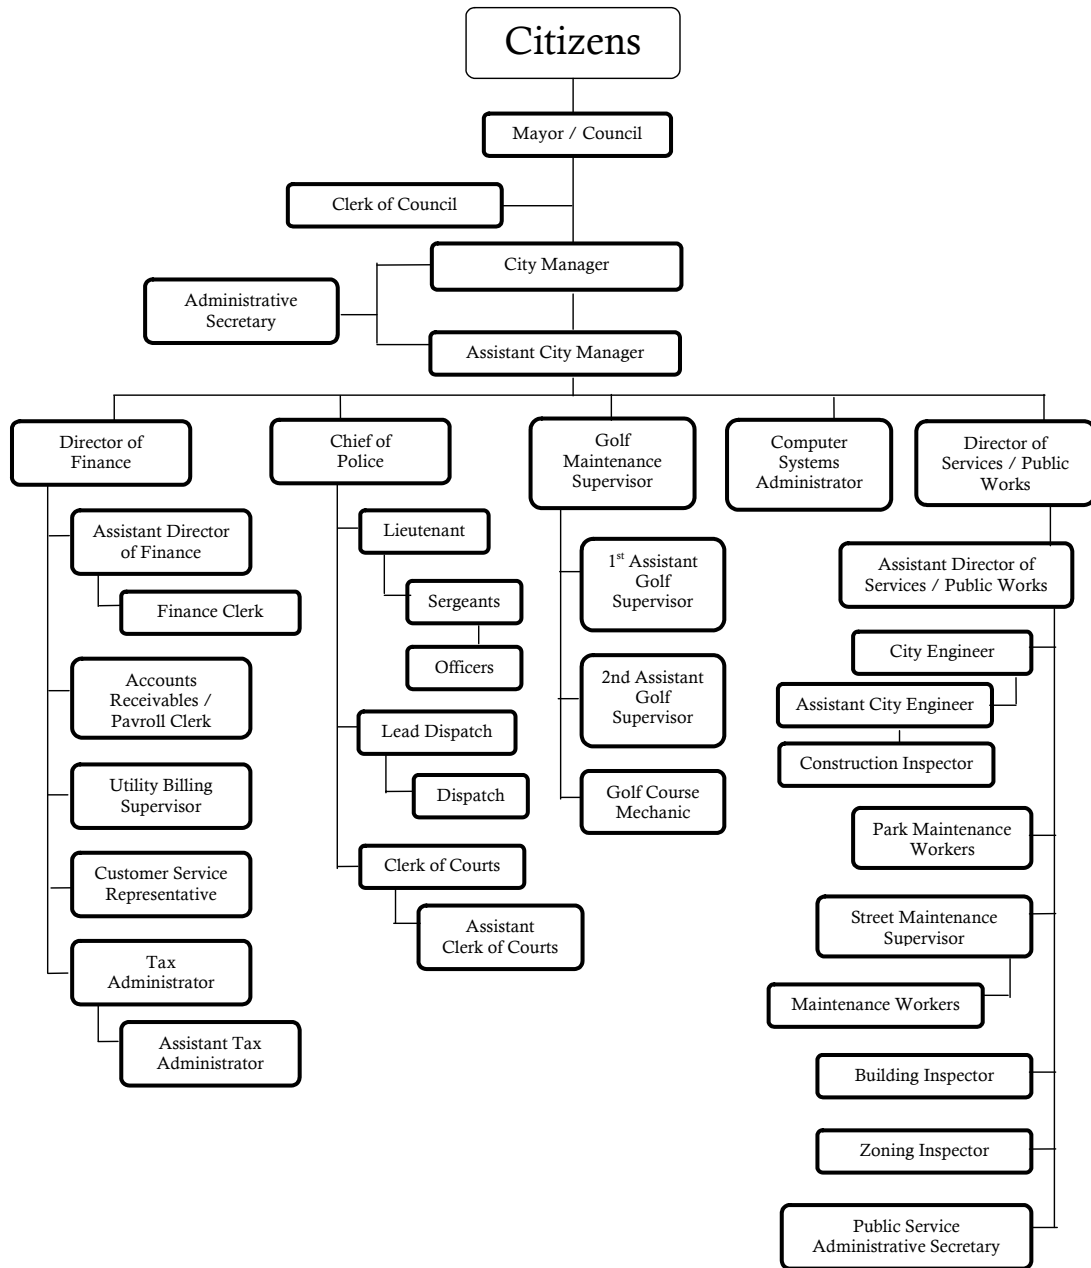 Citizens
Mayor / Council
Clerk of Council
City Manager
Administrative
Secretary
Assistant City Manager
Director of
Finance
Chief of
Police
Golf
Maintenance
Supervisor
Computer
Systems
Administrator
Director of
Services / Public
Works
Assistant Director
of Finance
Finance Clerk
Accounts
Receivables /
Payroll Clerk
Utility Billing
Supervisor
Customer Service
Representative
Tax
Administrator
Assistant Tax
Administrator
Lieutenant
Sergeants
Officers
Lead Dispatch
Dispatch
Clerk of Courts
Assistant
Clerk of Courts
1st Assistant
Golf
Supervisor
2nd Assistant
Golf
Supervisor
Golf Course
Mechanic
Assistant Director of
Services / Public Works
City Engineer
Assistant City Engineer
Construction Inspector
Park Maintenance
Workers
Street Maintenance
Supervisor
Maintenance Workers
Building Inspector
Zoning Inspector
Public Service
Administrative Secretary